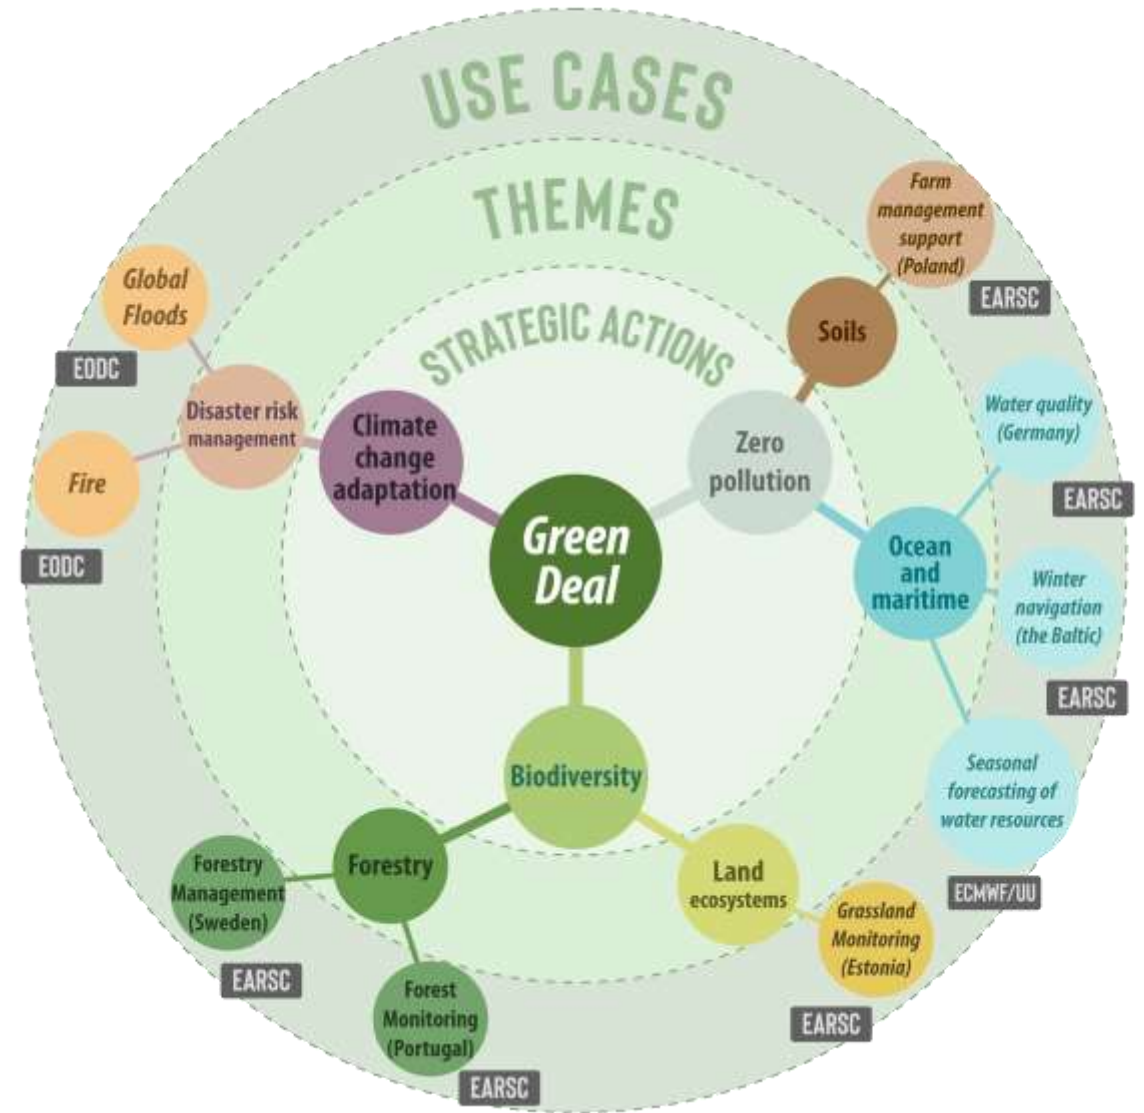 USE CASES
THEMES
STRATEGIC ACTIONS
Farm
management
support
(Poland)
EARSC
Soils
Global
Floods
EODC
Disaster risk
management
Fire
EODC
Climate
change
adaptation
Zero
pollution
Water quality
(Germany)
EARSC
Green
Deal
Ocean
and
maritime
Winter
navigation
(the Baltic)
EARSC
Seasonal
forecasting of
water resources
ECMWF/UU
Biodiversity
Forestry
Forestry
Management
(Sweden)
EARSC
Forest
Monitoring
(Portugal)
EARSC
Land
ecosystems
Grassland
Monitoring
(Estonia)
EARSC